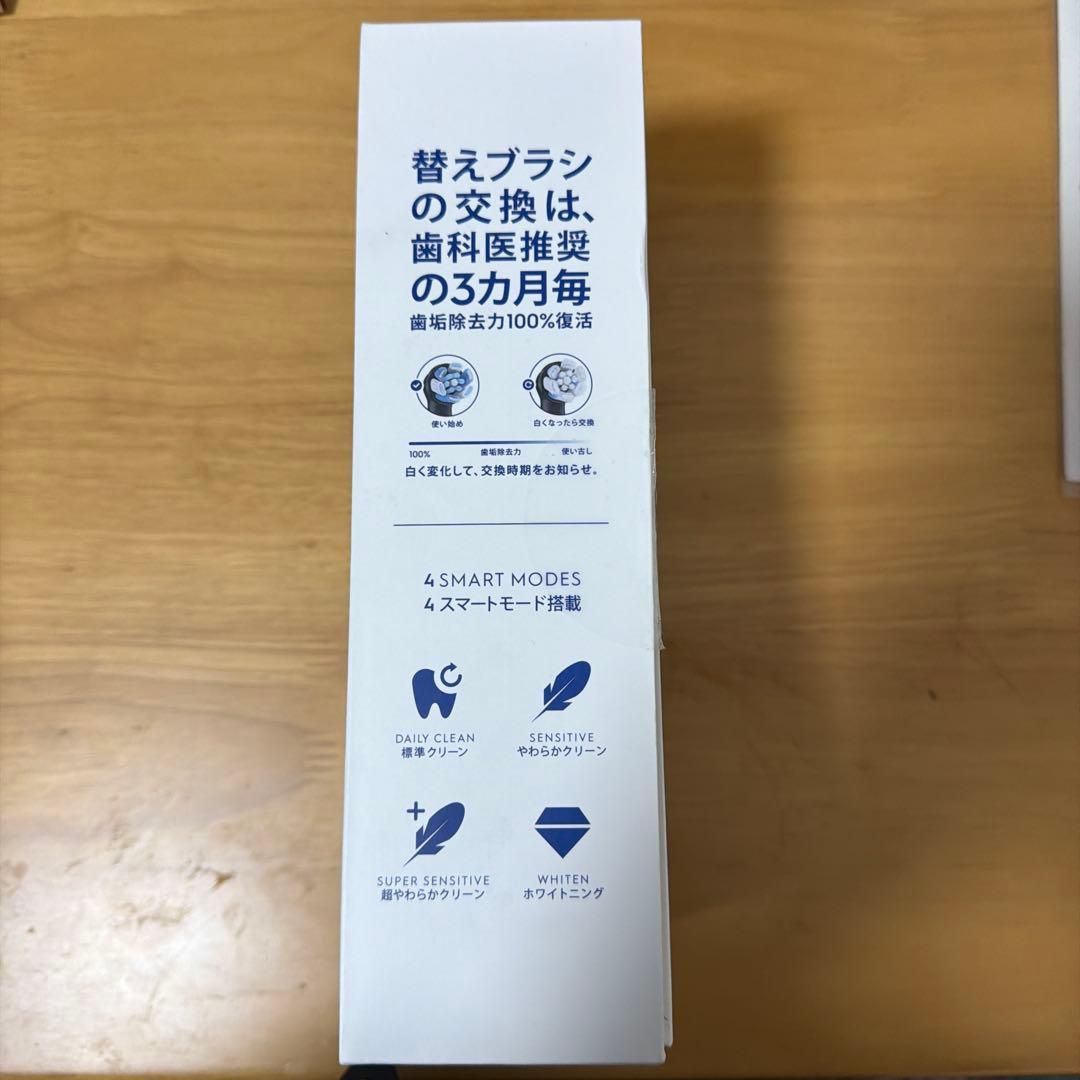 替えブラシ
の交換は、
歯科医推奨
の3カ月毎
歯垢除去力100%復活
使い始め
白くなったら交換
100%
歯垢除去力
使い古し
白く変化して、交換時期をお知らせ。
4 SMART MODES
4 スマートモード搭載
DAILY CLEAN
標準クリーン
SENSITIVE
やわらかクリーン
SUPER SENSITIVE
超やわらかクリーン
WHITEN
ホワイトニング